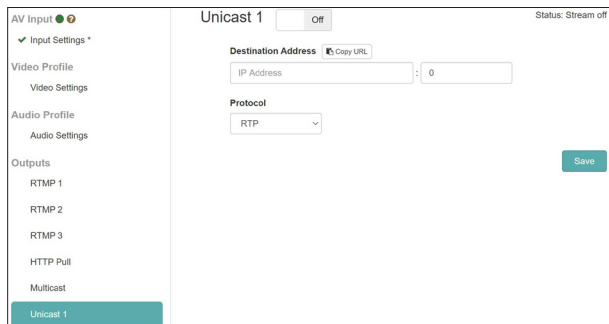 AV Input
Input Settings *
Video Profile
Video Settings
Audio Profile
Audio Settings
Outputs
RTMP 1
RTMP 2
RTMP 3
HTTP Pull
Multicast
Unicast 1
Unicast 1
Off
Status: Stream off
Destination Address
Copy URL
IP Address
:
0
Protocol
RTP
Save